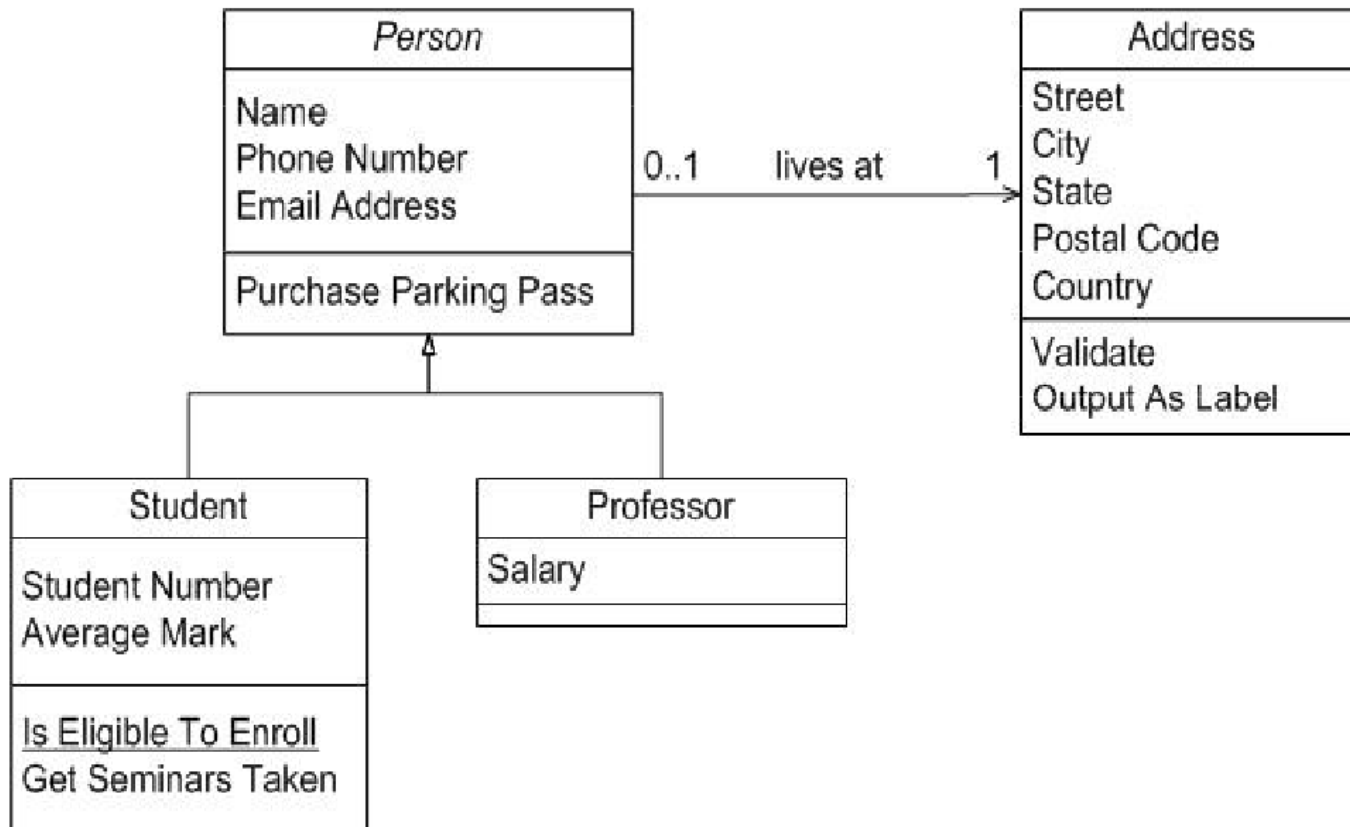 Person
Name
Phone Number
Email Address
Purchase Parking Pass
0..1 lives at 1
Address
Street
City
State
Postal Code
Country
Validate
Output As Label
Student
Student Number
Average Mark
Is Eligible To Enroll
Get Seminars Taken
Professor
Salary